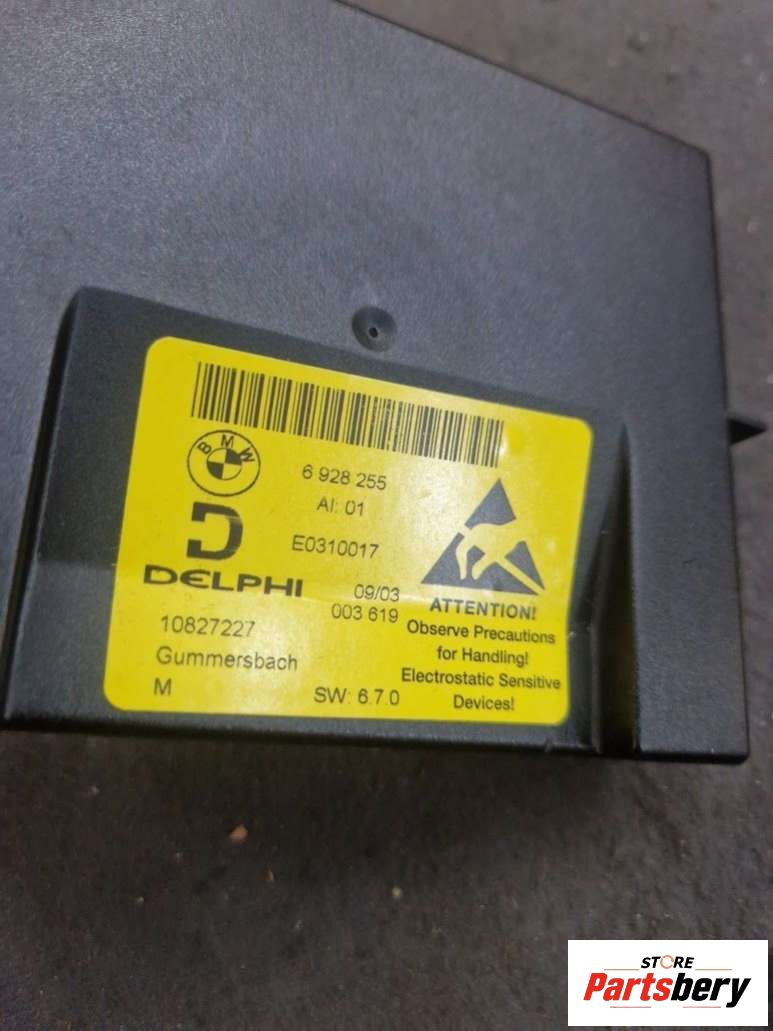 BMW
6 928 255
AI: 01
E0310017
DELPHI
09/03
003 619
10827227
Gummersbach
M
SW: 6.7.0
ATTENTION!
Observe Precautions
for Handling!
Electrostatic Sensitive
Devices!
STORE
Partsbery